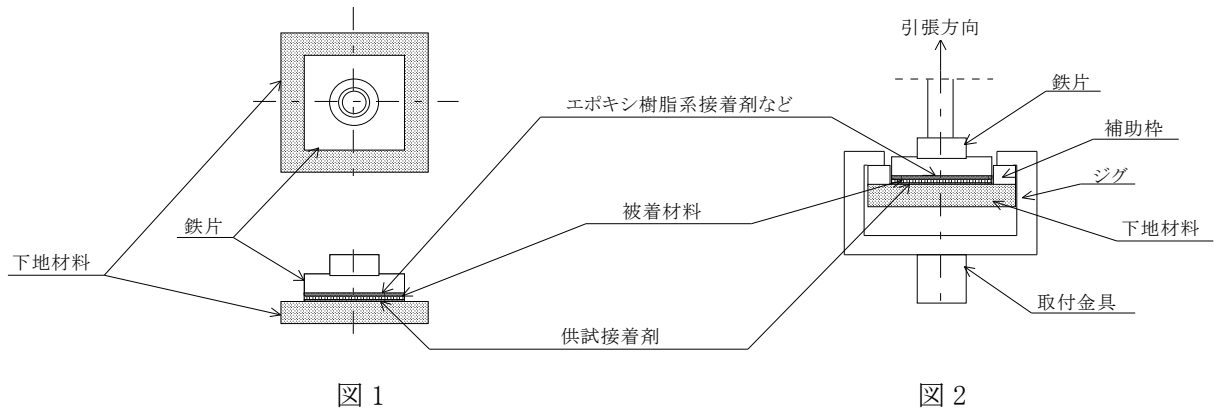 引張方向
鉄片
エポキシ樹脂系接着剤など
補助枠
ジグ
被着材料
鉄片
下地材料
下地材料
取付金具
供試接着剤
図 1
図 2